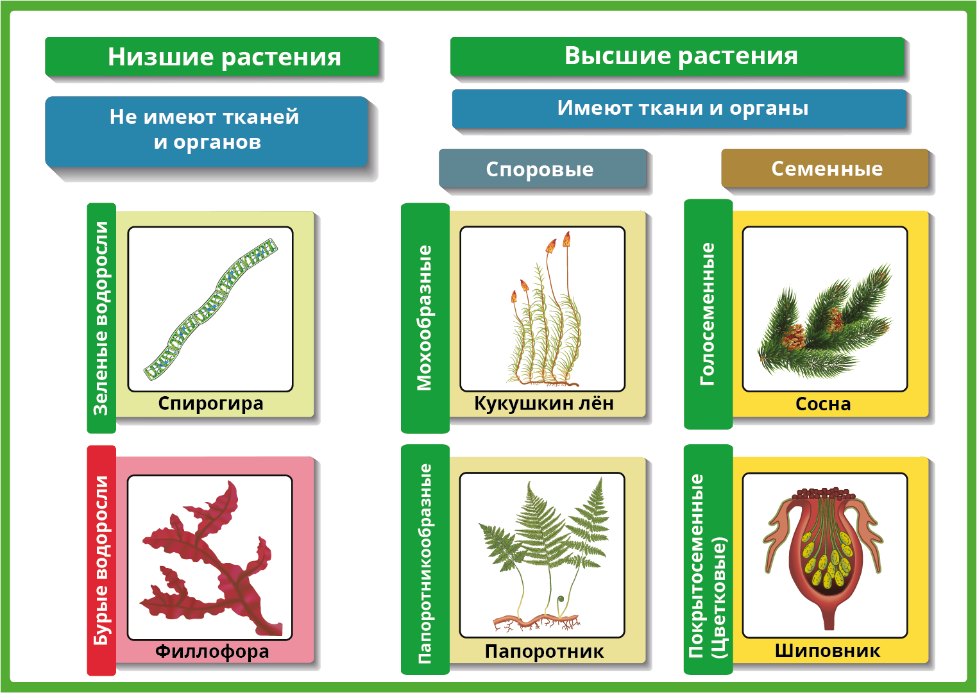 Низшие растения
Не имеют тканей
и органов
Высшие растения
Имеют ткани и органы
Споровые
Семенные
Зеленые водоросли
Спирогира
Мохообразные
Кукушкин лён
Голосеменные
Сосна
Бурые водоросли
Филлофора
Папоротникообразные
Папоротник
Покрытосеменные
(Цветковые)
Шиповник